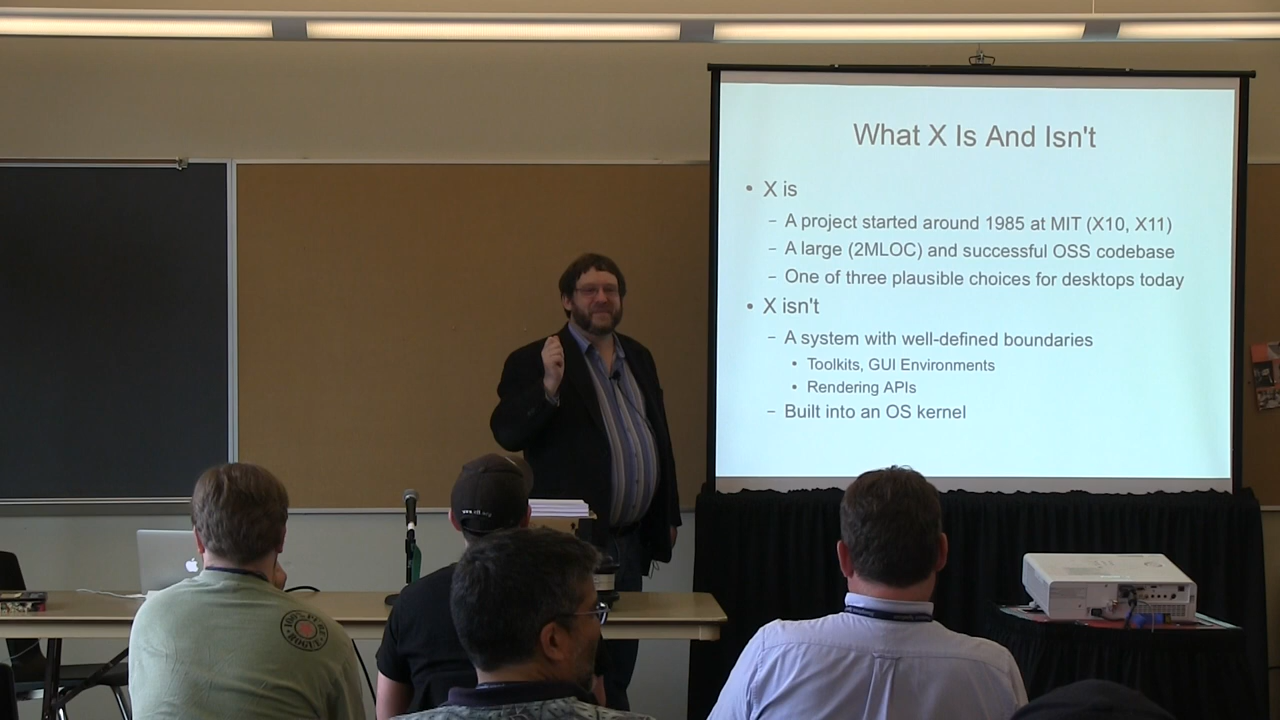 What X Is And Isn't
• X is
– A project started around 1985 at MIT (X10, X11)
– A large (2MLOC) and successful OSS codebase
– One of three plausible choices for desktops today
• X isn't
– A system with well-defined boundaries
• Toolkits, GUI Environments
• Rendering APIs
– Built into an OS kernel